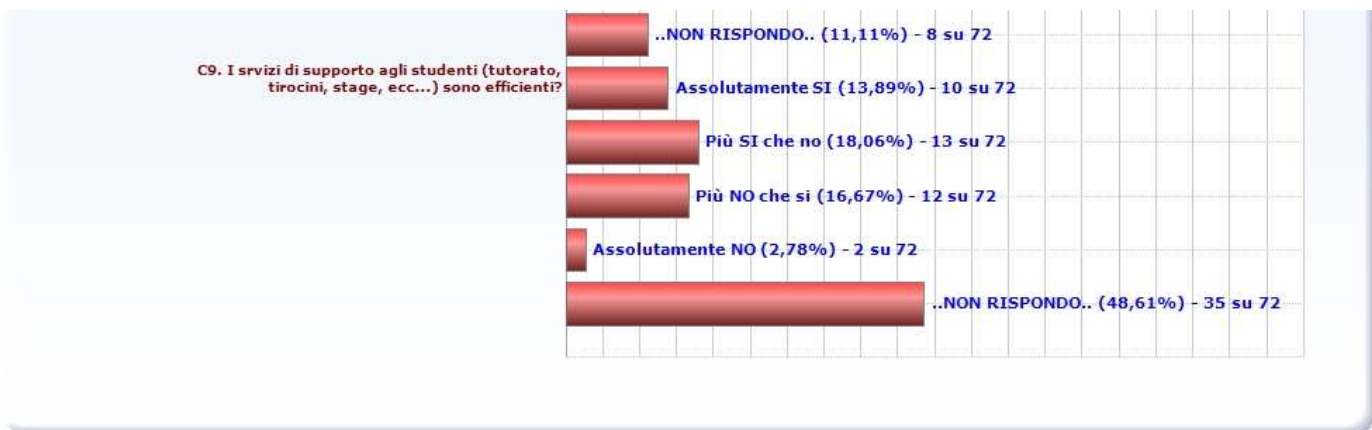 ..NON RISPONDO.. (11,11%) - 8 su 72
C9. I srvizi di supporto agli studenti (tutorato,
tirocini, stage, ecc...) sono efficienti?
Assolutamente SI (13,89%) - 10 su 72
Più SI che no (18,06%) - 13 su 72
Più NO che si (16,67%) - 12 su 72
Assolutamente NO (2,78%) - 2 su 72
..NON RISPONDO.. (48,61%) - 35 su 72